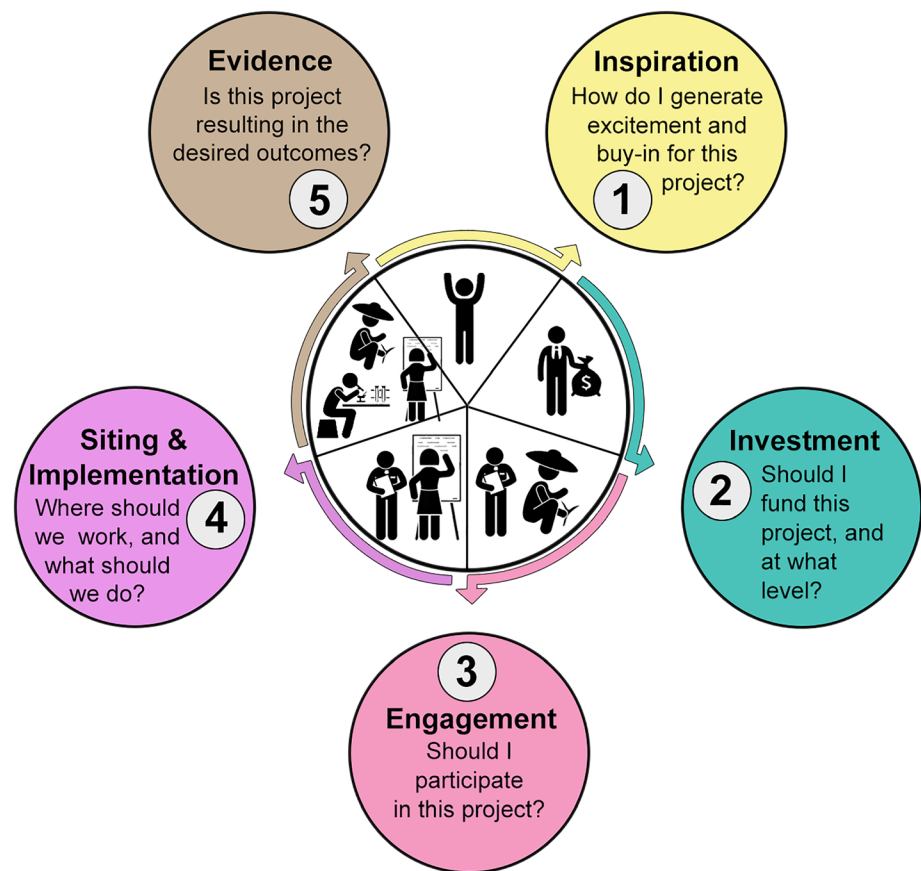 Inspiration
How do I generate
excitement and
buy-in for this
project?
1
Investment
2
Should I
fund this
project, and
at what
level?
3
Engagement
Should I
participate
in this project?
Siting &
Implementation
Where should
we work, and
what should
we do?
4
Evidence
Is this project
resulting in the
desired outcomes?
5
$